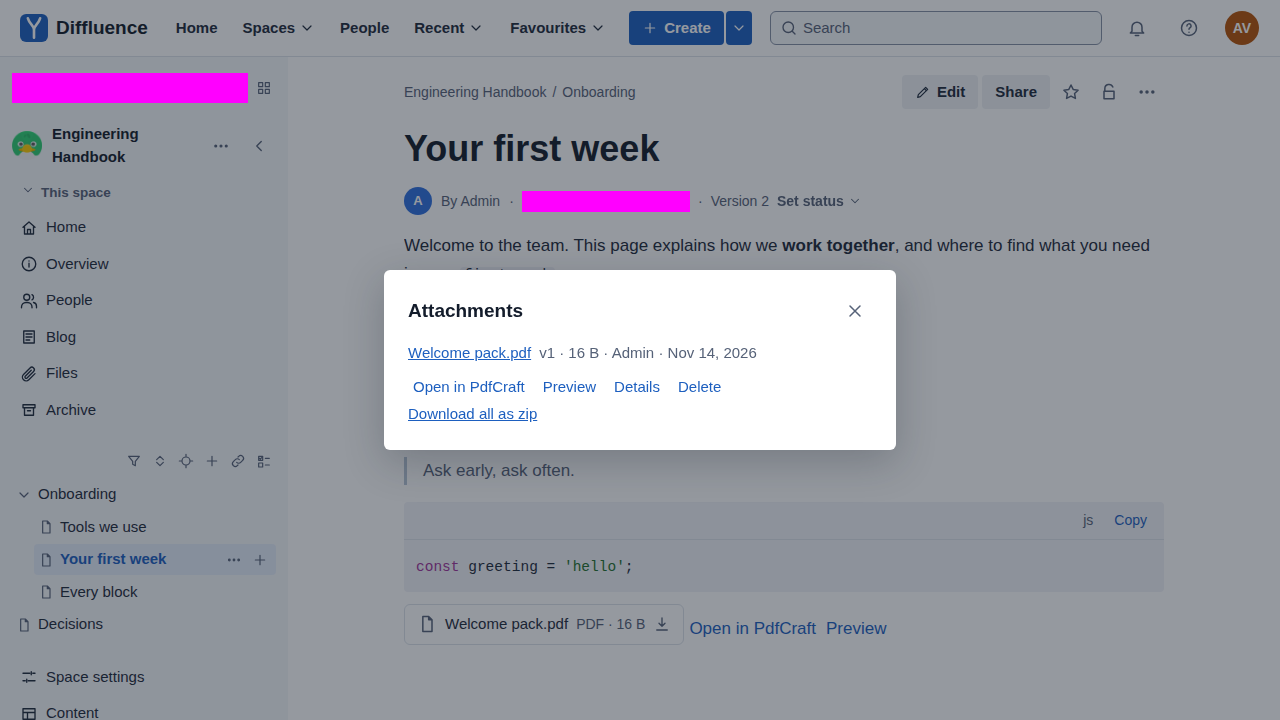 Diffluence Home Spaces People Recent Favourites Create Search AV
Engineering Handbook
This space
Home
Overview
People
Blog
Files
Archive
Onboarding
Tools we use
Your first week
Every block
Decisions
Space settings
Content
Engineering Handbook / Onboarding
Edit Share
Your first week
A By Admin · · Version 2 Set status
Welcome to the team. This page explains how we work together, and where to find what you need
Attachments
Welcome pack.pdf v1 · 16 B · Admin · Nov 14, 2026
Open in PdfCraft Preview Details Delete
Download all as zip
Ask early, ask often.
js Copy
const greeting = 'hello';
Welcome pack.pdf PDF · 16 B Open in PdfCraft Preview